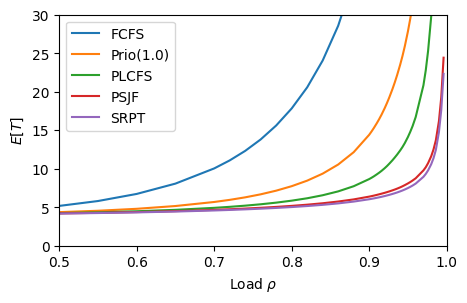 30
25
20
15
10
5
0
E[T]
FCFS
Prio(1.0)
PLCFS
PSJF
SRPT
0.5 0.6 0.7 0.8 0.9 1.0
Load ρ